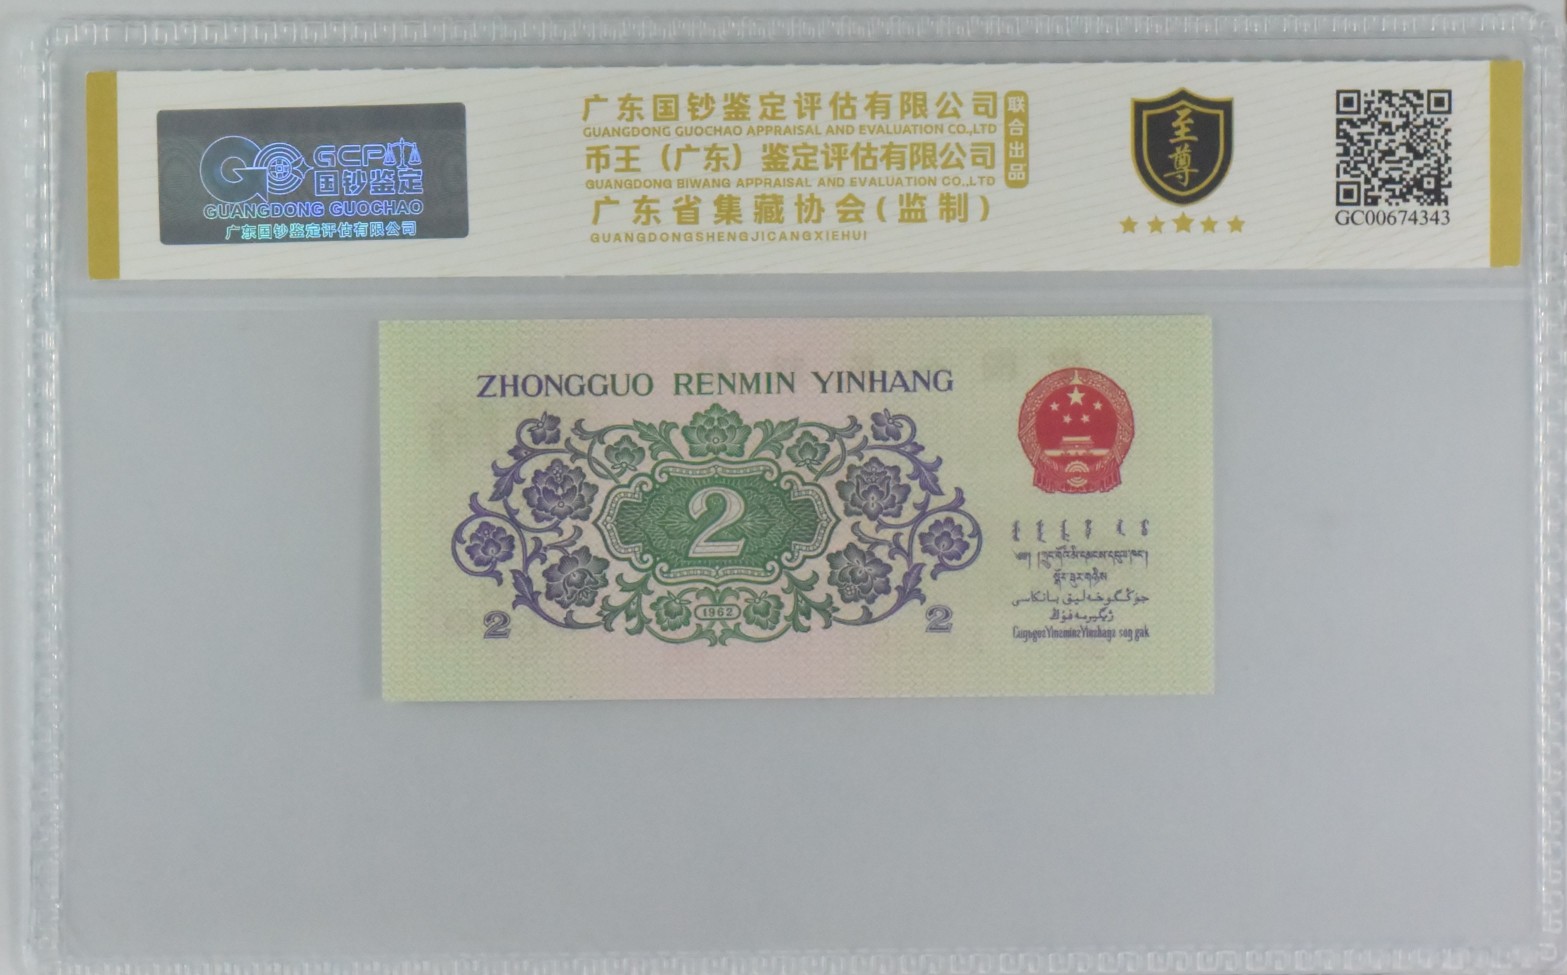 GCP
国钞鉴定
GUANGDONG GUOCHAO
广东国钞鉴定评估有限公司
广东国钞鉴定评估有限公司
GUANGDONG GUOCHAO APPRAISAL AND EVALUATION CO.,LTD
币王（广东）鉴定评估有限公司
GUANGDONG BIWANG APPRAISAL AND EVALUATION CO.,LTD
广东省集藏协会(监制)
GUANGDONGSHENGJICANGXIEHUI
联合出品
至尊
GC00674343
ZHONGGUO RENMIN YINHANG
2
1962
2
2
جۇڭگو خەلىق بانكاسى